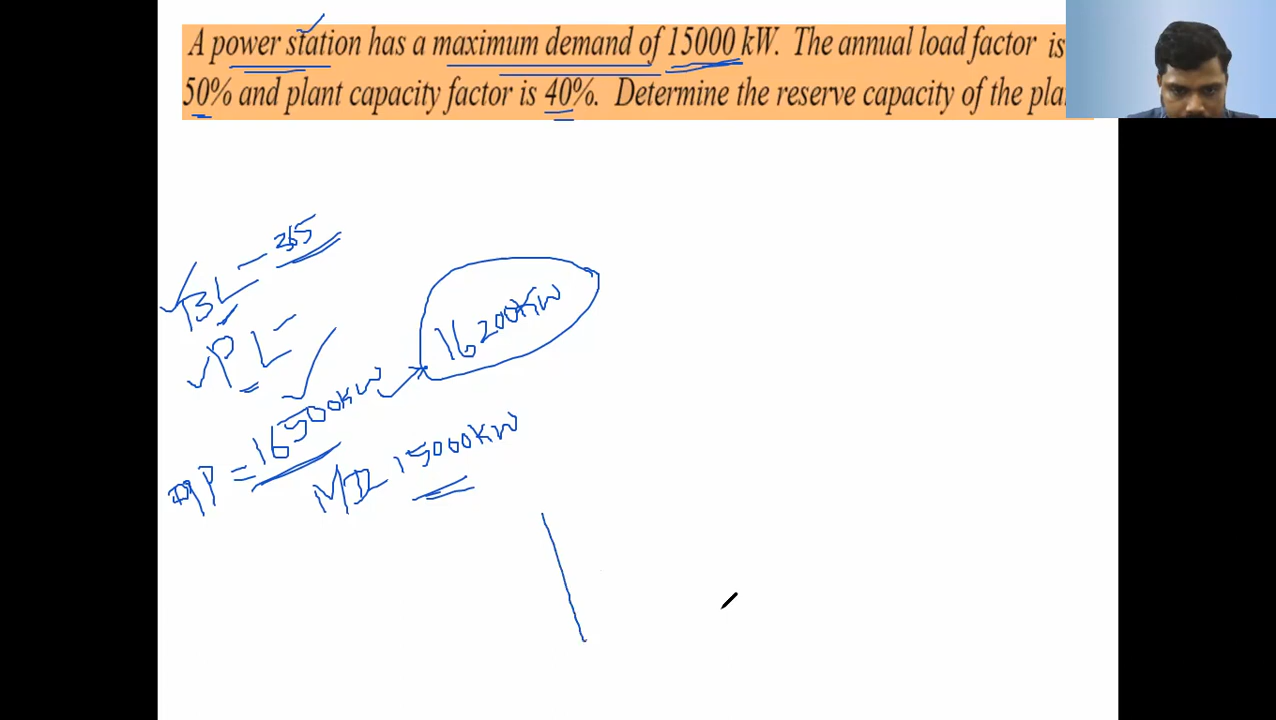 A power station has a maximum demand of 15000 kW. The annual load factor is
50% and plant capacity factor is 40%. Determine the reserve capacity of the pla
BL = 365
PL =
16200KW
16500KW
MD 15000KW